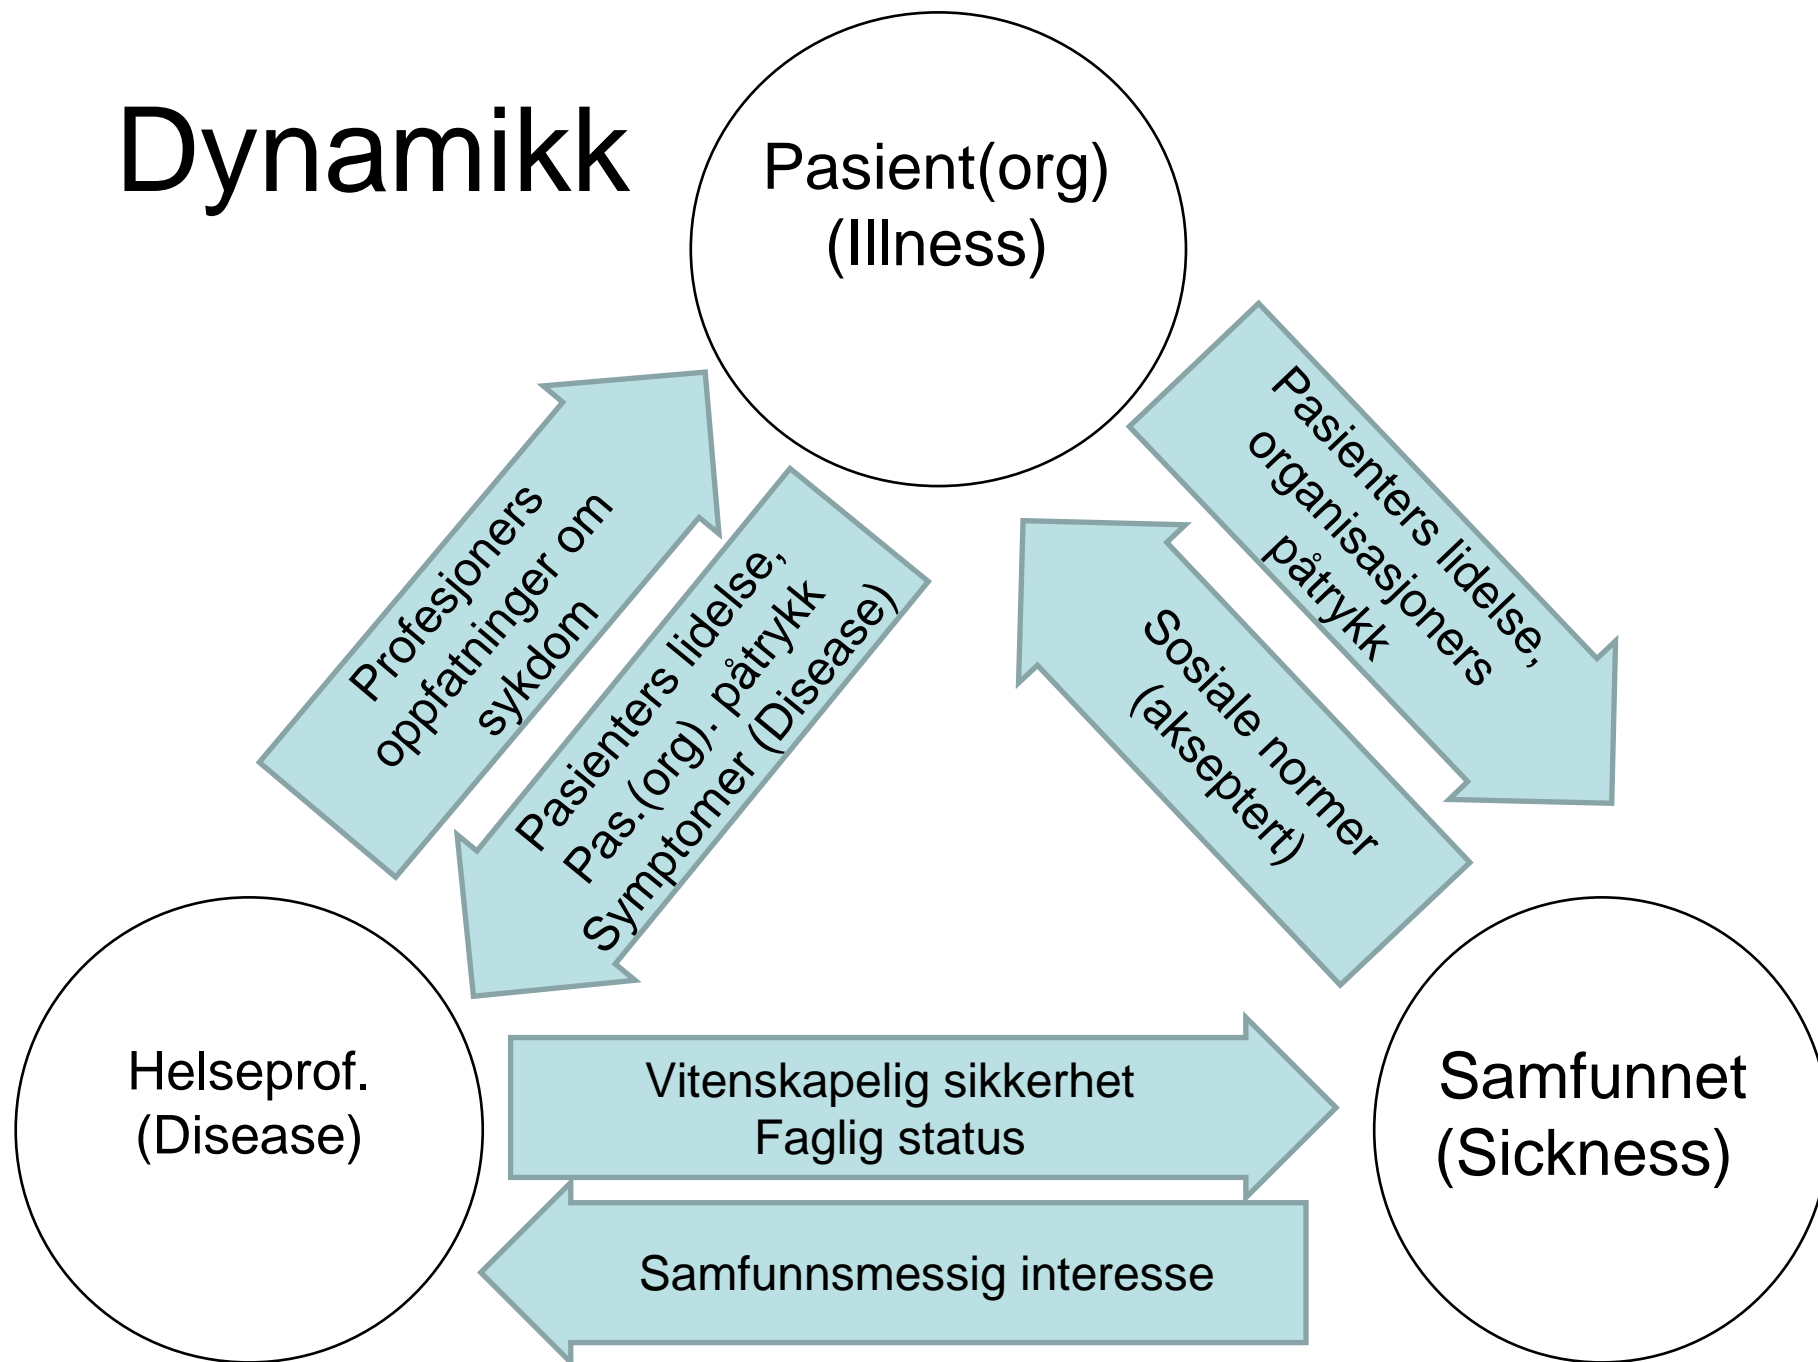 Dynamikk
Pasient(org)
(Illness)
Profesjoners
oppfatninger om
sykdom
Pasienters lidelse,
Pas.(org). påtrykk
Symptomer (Disease)
Pasienters lidelse,
organisasjoners
påtrykk
Sosiale normer
(akseptert)
Helseprof.
(Disease)
Vitenskapelig sikkerhet
Faglig status
Samfunnsmessig interesse
Samfunnet
(Sickness)